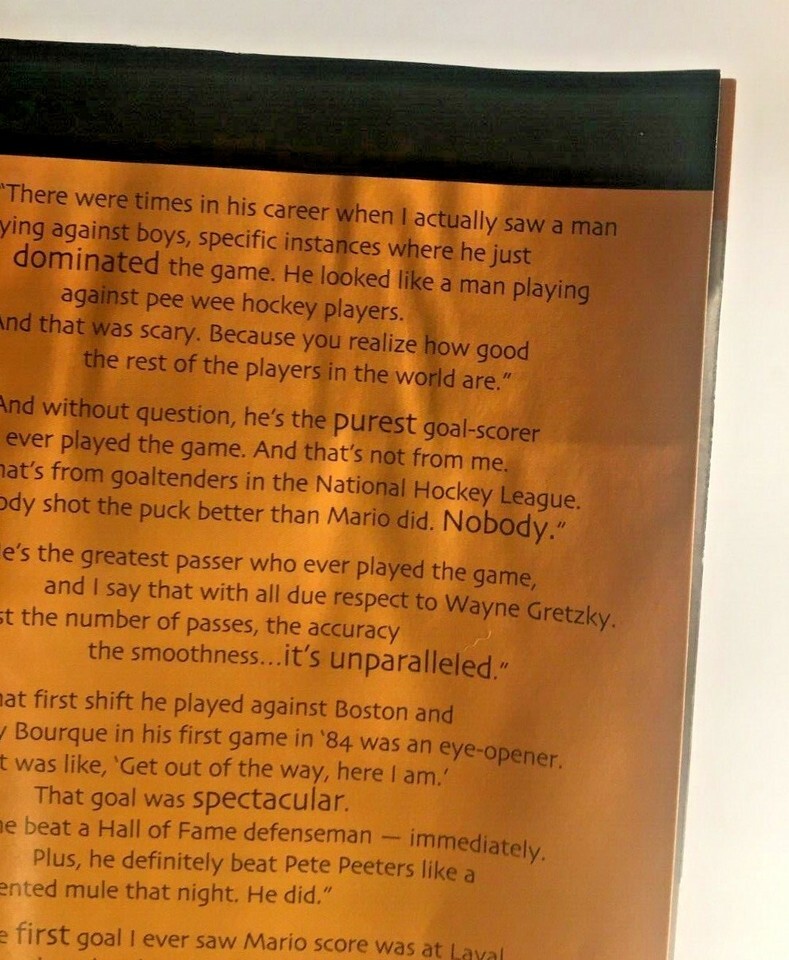 "There were times in his career when I actually saw a man
ying against boys, specific instances where he just
dominated the game. He looked like a man playing
against pee wee hockey players.
And that was scary. Because you realize how good
the rest of the players in the world are."
And without question, he's the purest goal-scorer
ever played the game. And that's not from me.
hat's from goaltenders in the National Hockey League.
ody shot the puck better than Mario did. Nobody."
e's the greatest passer who ever played the game,
and I say that with all due respect to Wayne Gretzky.
st the number of passes, the accuracy
the smoothness...it's unparalleled."
hat first shift he played against Boston and
y Bourque in his first game in '84 was an eye-opener.
t was like, 'Get out of the way, here I am.'
That goal was spectacular.
he beat a Hall of Fame defenseman — immediately.
Plus, he definitely beat Pete Peeters like a
ented mule that night. He did."
e first goal I ever saw Mario score was at Laval